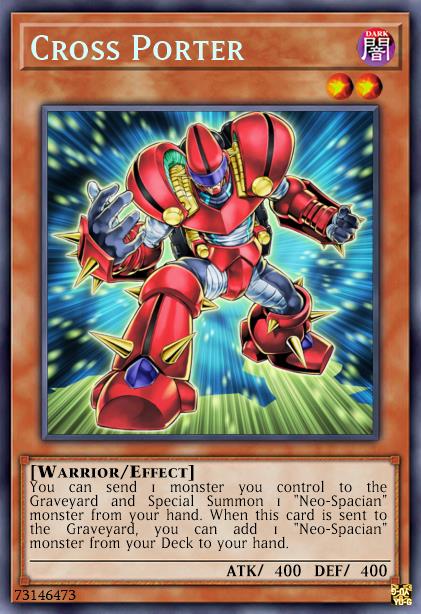 Cross Porter
DARK
闇
[Warrior/Effect]
You can send 1 monster you control to the
Graveyard and Special Summon 1 "Neo-Spacian"
monster from your hand. When this card is sent to
the Graveyard, you can add 1 "Neo-Spacian"
monster from your Deck to your hand.
ATK/ 400 DEF/ 400
73146473